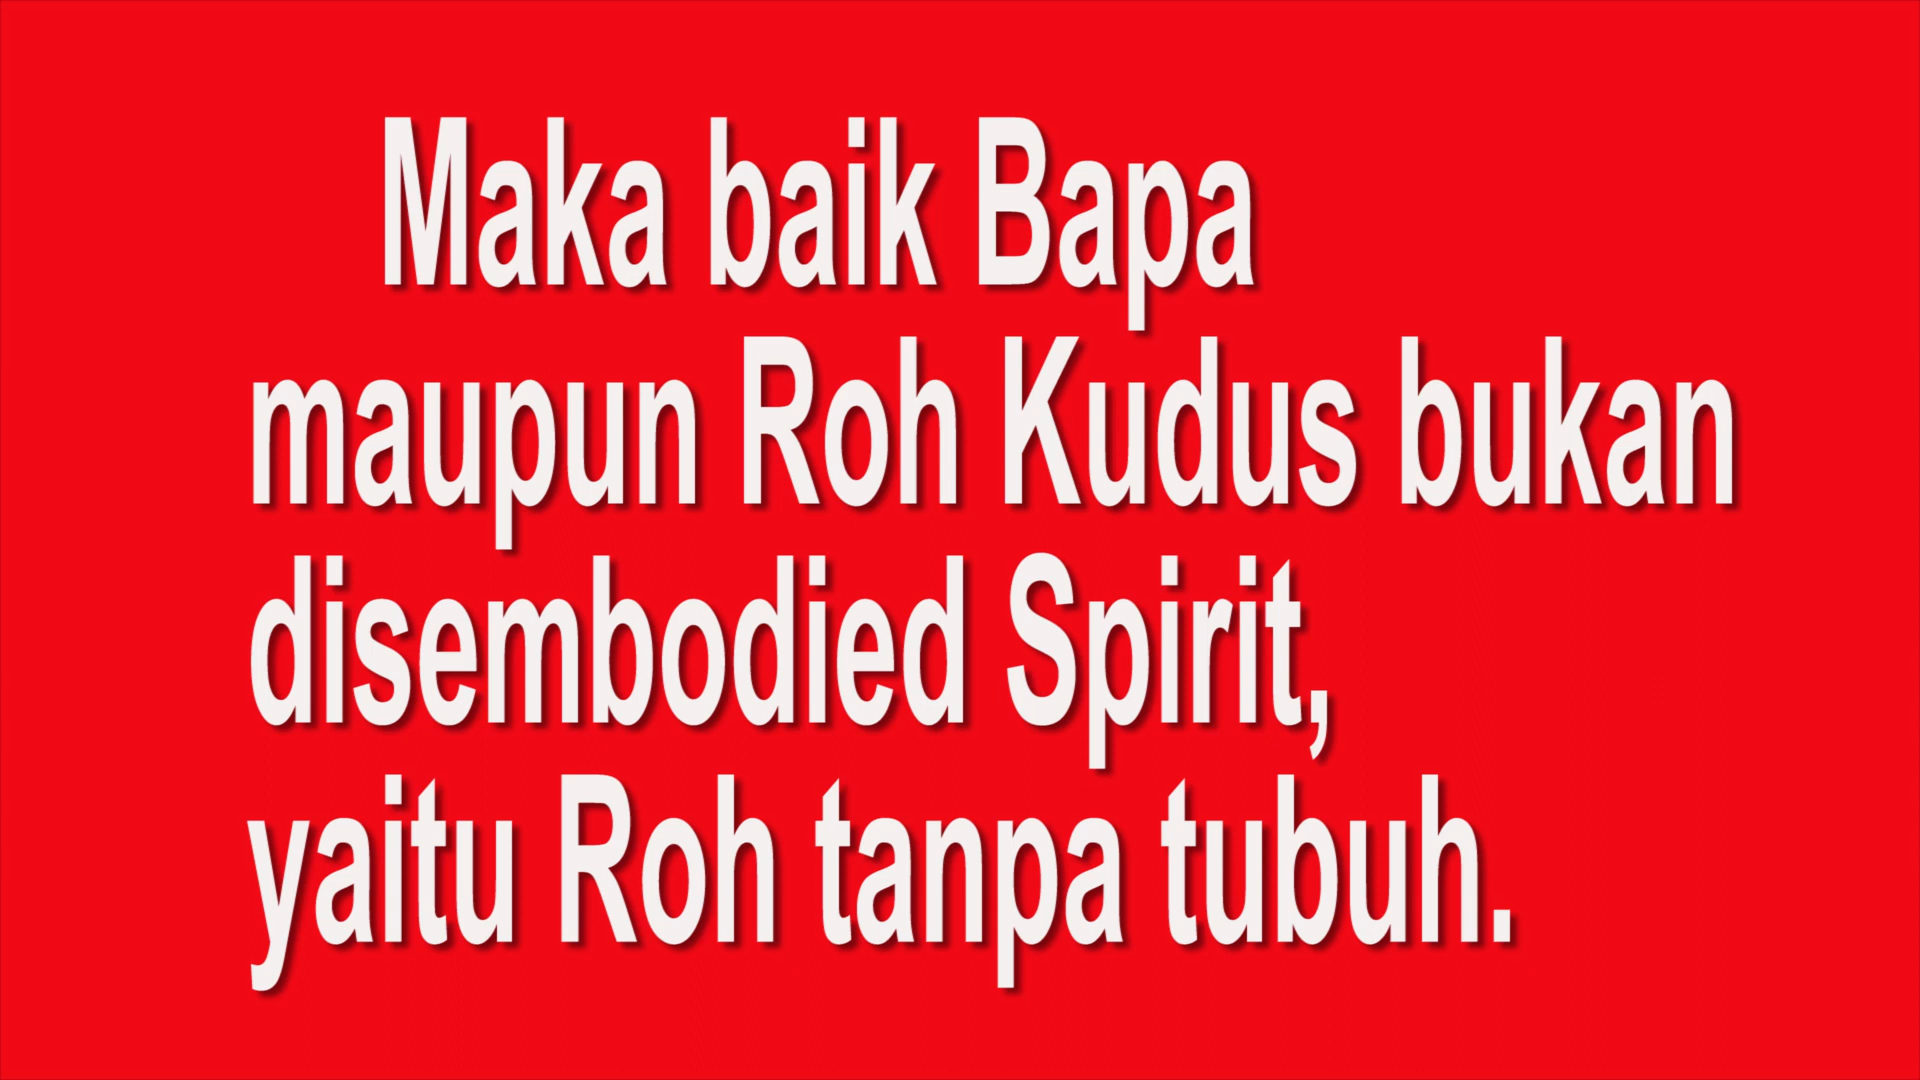 Maka baik Bapa
maupun Roh Kudus bukan
disembodied Spirit,
yaitu Roh tanpa tubuh.